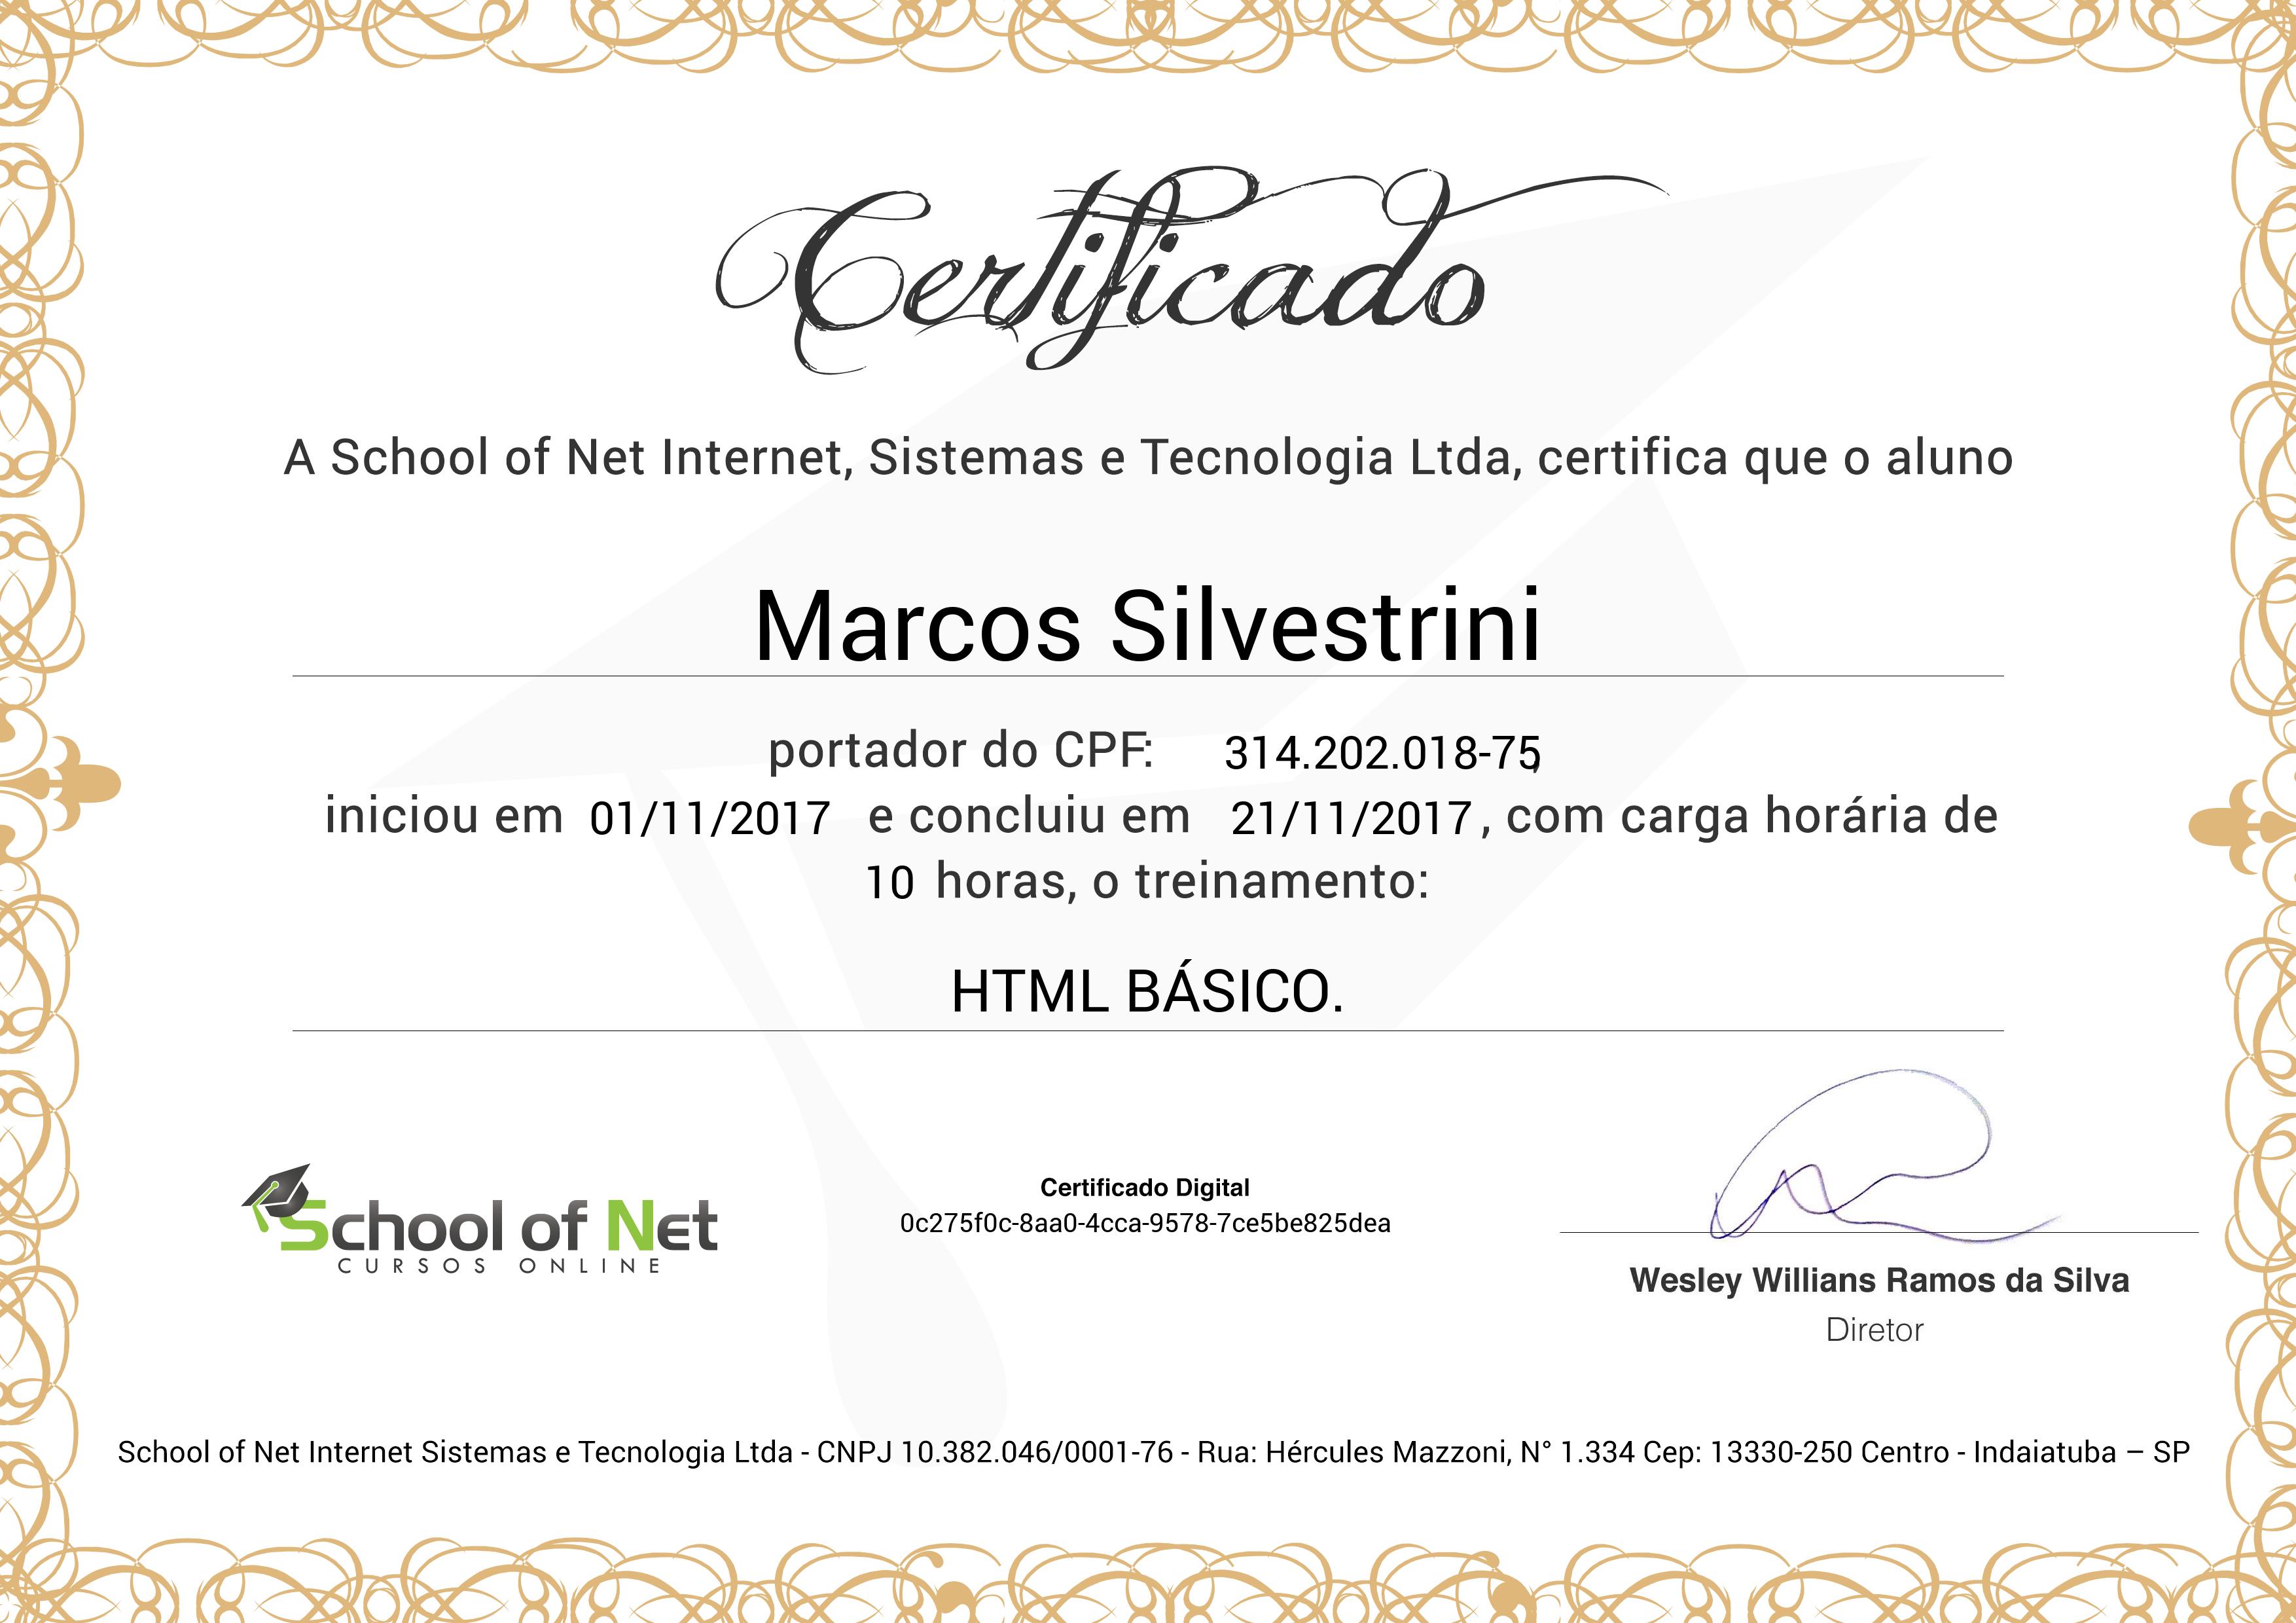 Certificado
A School of Net Internet, Sistemas e Tecnologia Ltda, certifica que o aluno
Marcos Silvestrini
portador do CPF: 314.202.018-75,
iniciou em 01/11/2017 e concluiu em 21/11/2017, com carga horária de
10 horas, o treinamento:
HTML BÁSICO.
School of Net
CURSOS ONLINE
Certificado Digital
0c275f0c-8aa0-4cca-9578-7ce5be825dea
Wesley Willians Ramos da Silva
Diretor
School of Net Internet Sistemas e Tecnologia Ltda - CNPJ 10.382.046/0001-76 - Rua: Hércules Mazzoni, N° 1.334 Cep: 13330-250 Centro - Indaiatuba – SP